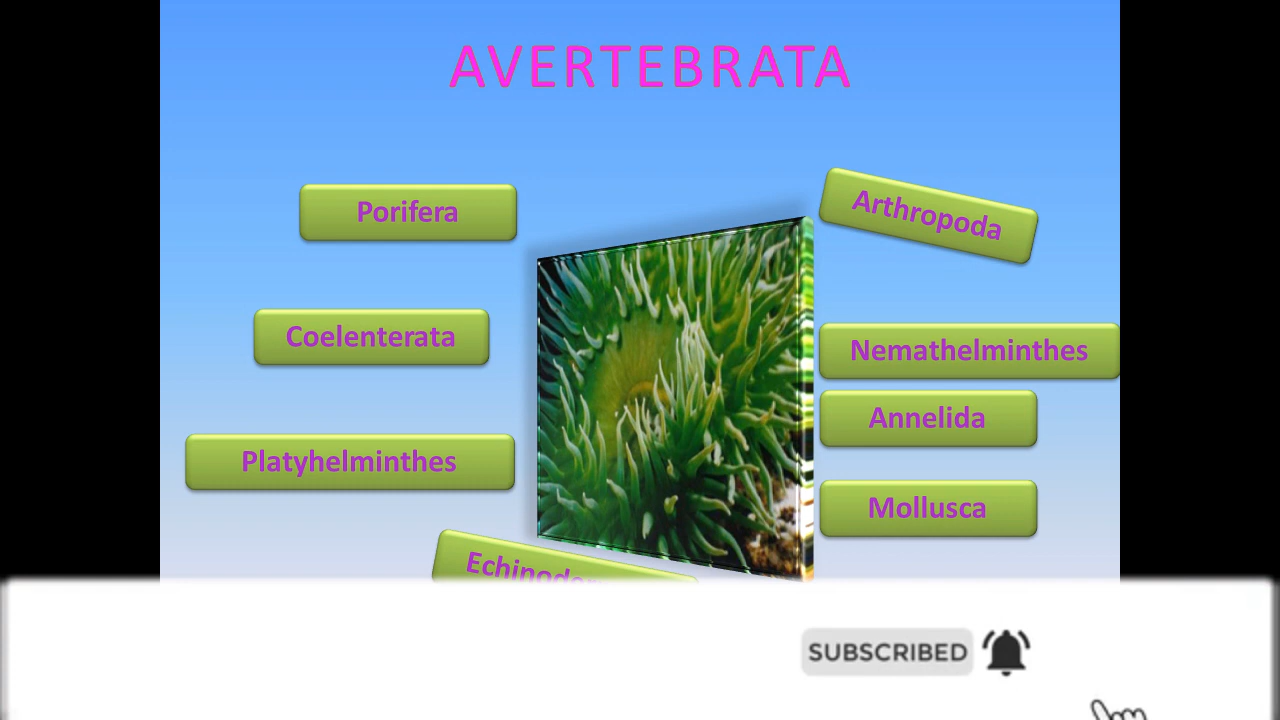 AVERTEBRATA
Porifera
Arthropoda
Coelenterata
Nemathelminthes
Annelida
Platyhelminthes
Mollusca
SUBSCRIBED